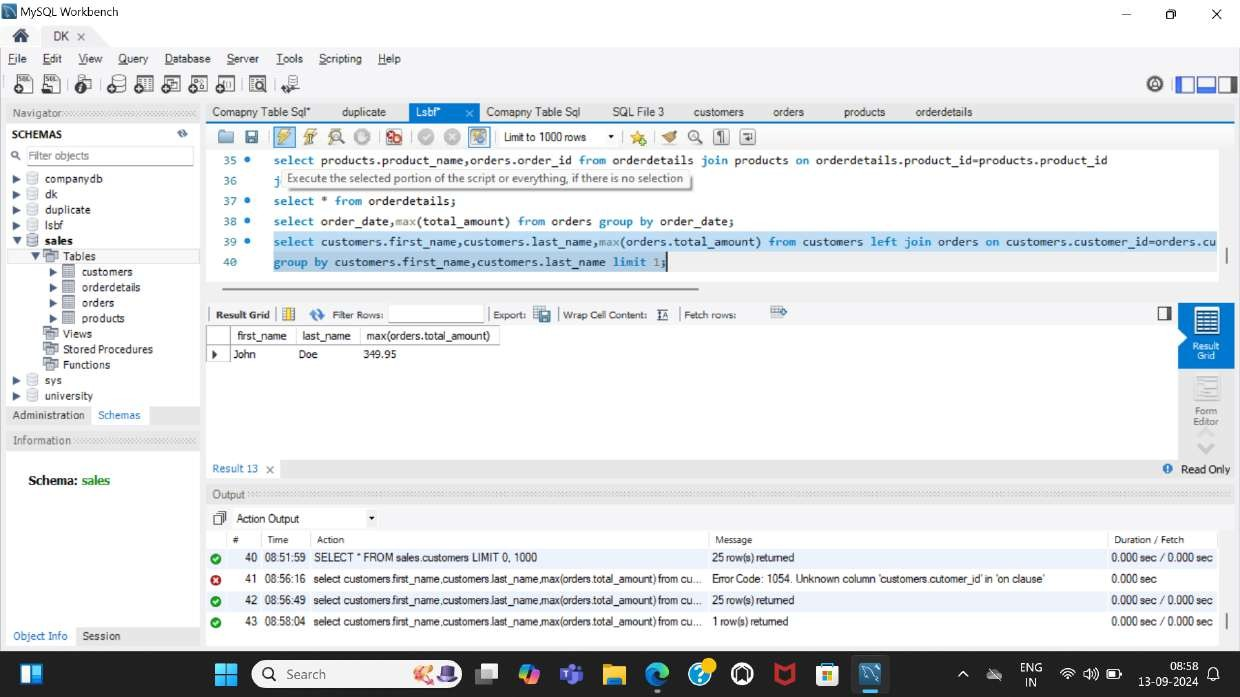 MySQL Workbench
DK
File Edit View Query Database Server Tools Scripting Help
Navigator
SCHEMAS
Filter objects
companydb
dk
duplicate
lsbf
sales
Tables
customers
orderdetails
orders
products
Views
Stored Procedures
Functions
sys
university
Administration Schemas
Information
Schema: sales
Object Info Session
Comapny Table Sql* duplicate Lsbf* Comapny Table Sql SQL File 3 customers orders products orderdetails
Limit to 1000 rows
35 select products.product_name,orders.order_id from orderdetails join products on orderdetails.product_id=products.product_id
36 j
Execute the selected portion of the script or everything, if there is no selection
37 select * from orderdetails;
38 select order_date,max(total_amount) from orders group by order_date;
39 select customers.first_name,customers.last_name,max(orders.total_amount) from customers left join orders on customers.customer_id=orders.cu
40 group by customers.first_name,customers.last_name limit 1;
Result Grid Filter Rows: Export: Wrap Cell Content: Fetch rows:
first_name last_name max(orders.total_amount)
John Doe 349.95
Result Grid
Form Editor
Result 13
Read Only
Output
Action Output
# Time Action Message Duration / Fetch
40 08:51:59 SELECT * FROM sales.customers LIMIT 0, 1000 25 row(s) returned 0.000 sec / 0.000 sec
41 08:56:16 select customers.first_name,customers.last_name,max(orders.total_amount) from cu... Error Code: 1054. Unknown column 'customers.cutomer_id' in 'on clause' 0.000 sec
42 08:56:49 select customers.first_name,customers.last_name,max(orders.total_amount) from cu... 25 row(s) returned 0.000 sec / 0.000 sec
43 08:58:04 select customers.first_name,customers.last_name,max(orders.total_amount) from cu... 1 row(s) returned 0.000 sec / 0.000 sec
Search
ENG
IN
08:58
13-09-2024